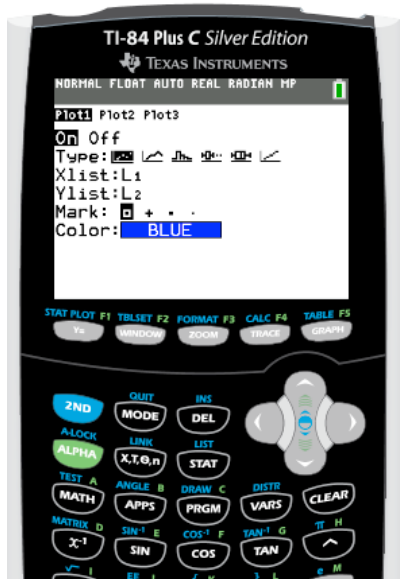 TI-84 Plus C Silver Edition
TEXAS INSTRUMENTS
NORMAL FLOAT AUTO REAL RADIAN MP
Plot1 Plot2 Plot3
On Off
Type:
Xlist:L1
Ylist:L2
Mark: + · ·
Color: BLUE
STAT PLOT F1 TBLSET F2 FORMAT F3 CALC F4 TABLE F5
Y= WINDOW ZOOM TRACE GRAPH
QUIT INS
2ND MODE DEL
A-LOCK LINK LIST
ALPHA X,T,θ,n STAT
TEST A ANGLE B DRAW C DISTR
MATH APPS PRGM VARS CLEAR
MATRIX D SIN-1 E COS-1 F TAN-1 G π H
x-1 SIN COS TAN ^
√ I EE J { K } L e M